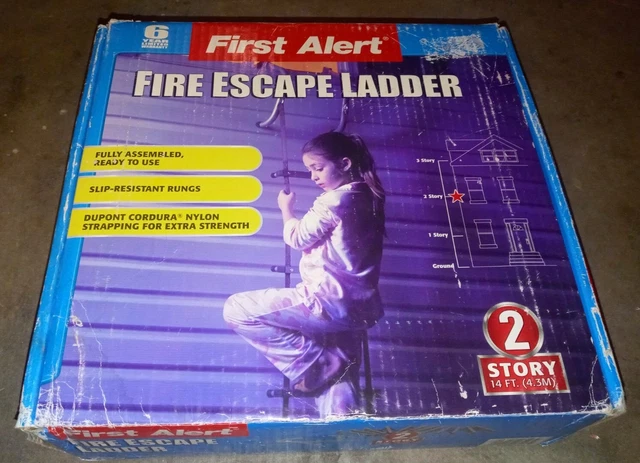 6
YEAR
LIMITED
WARRANTY
First Alert®
FIRE ESCAPE LADDER
FULLY ASSEMBLED,
READY TO USE
SLIP-RESISTANT RUNGS
DUPONT CORDURA® NYLON
STRAPPING FOR EXTRA STRENGTH
3 Story
2 Story
1 Story
Ground
2
STORY
14 FT. (4.3M)
First Alert®
FIRE ESCAPE
LADDER